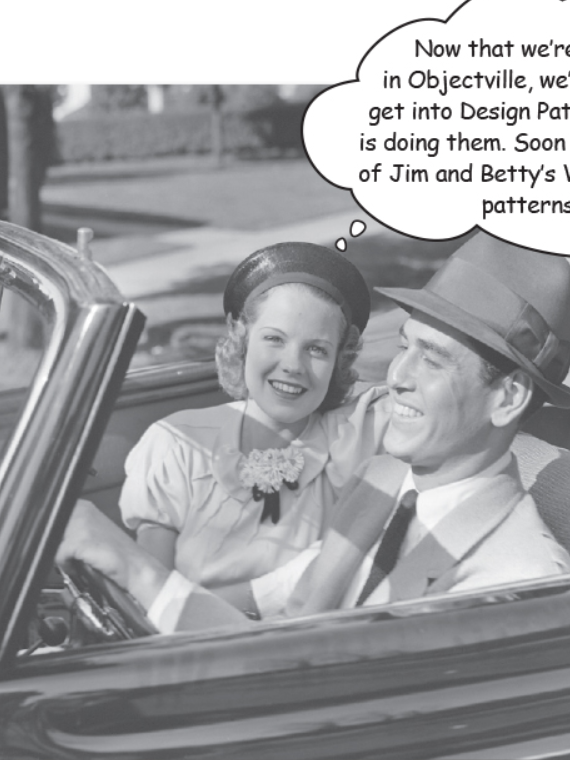 Now that we're
in Objectville, we'
get into Design Pat
is doing them. Soon
of Jim and Betty's
patterns